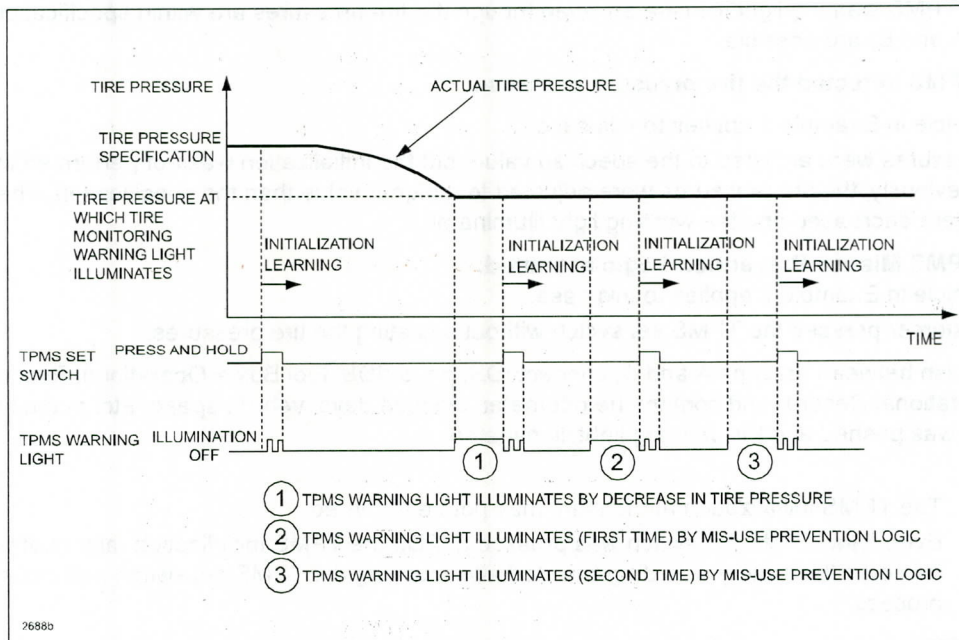 TIRE PRESSURE
ACTUAL TIRE PRESSURE
TIRE PRESSURE
SPECIFICATION
TIRE PRESSURE AT
WHICH TIRE
MONITORING
WARNING LIGHT
ILLUMINATES
INITIALIZATION
LEARNING
INITIALIZATION
LEARNING
INITIALIZATION
LEARNING
INITIALIZATION
LEARNING
TIME
TPMS SET
SWITCH
PRESS AND HOLD
TPMS WARNING
LIGHT
ILLUMINATION
OFF
1
2
3
1 TPMS WARNING LIGHT ILLUMINATES BY DECREASE IN TIRE PRESSURE
2 TPMS WARNING LIGHT ILLUMINATES (FIRST TIME) BY MIS-USE PREVENTION LOGIC
3 TPMS WARNING LIGHT ILLUMINATES (SECOND TIME) BY MIS-USE PREVENTION LOGIC
2688b